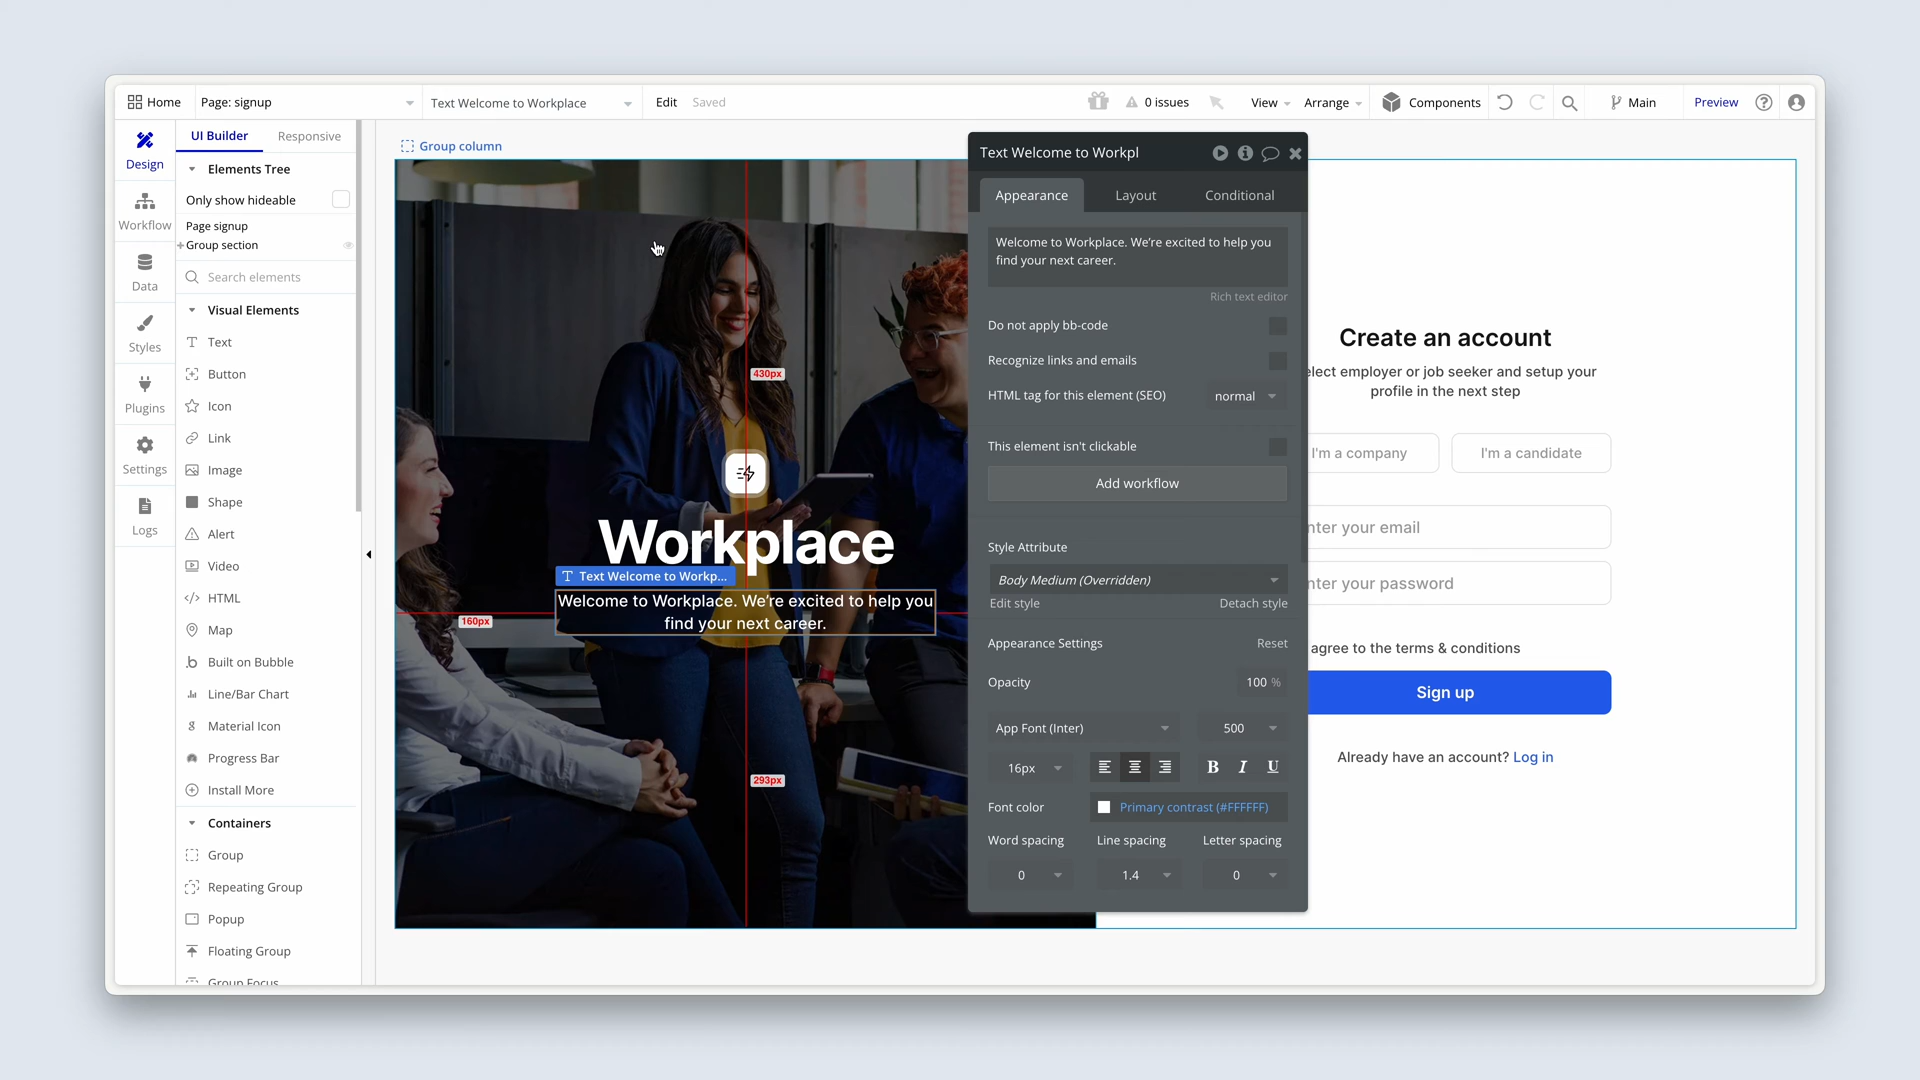 Home
Page: signup
Text Welcome to Workplace
Edit
Saved
0 issues
View
Arrange
Components
Main
Preview
Design
Workflow
Data
Styles
Plugins
Settings
Logs
UI Builder
Responsive
Elements Tree
Only show hideable
Page signup
Group section
Search elements
Visual Elements
Text
Button
Icon
Link
Image
Shape
Alert
Video
HTML
Map
Built on Bubble
Line/Bar Chart
Material Icon
Progress Bar
Install More
Containers
Group
Repeating Group
Popup
Floating Group
Group Focus
Group column
430px
Workplace
Text Welcome to Workp...
Welcome to Workplace. We're excited to help you
find your next career.
160px
293px
Text Welcome to Workpl
Appearance
Layout
Conditional
Welcome to Workplace. We're excited to help you
find your next career.
Rich text editor
Do not apply bb-code
Recognize links and emails
HTML tag for this element (SEO)
normal
This element isn't clickable
Add workflow
Style Attribute
Body Medium (Overridden)
Edit style
Detach style
Appearance Settings
Reset
Opacity
100 %
App Font (Inter)
500
16px
B I U
Font color
Primary contrast (#FFFFFF)
Word spacing
Line spacing
Letter spacing
0
1.4
0
Create an account
elect employer or job seeker and setup your
profile in the next step
I'm a company
I'm a candidate
nter your email
nter your password
agree to the terms & conditions
Sign up
Already have an account? Log in